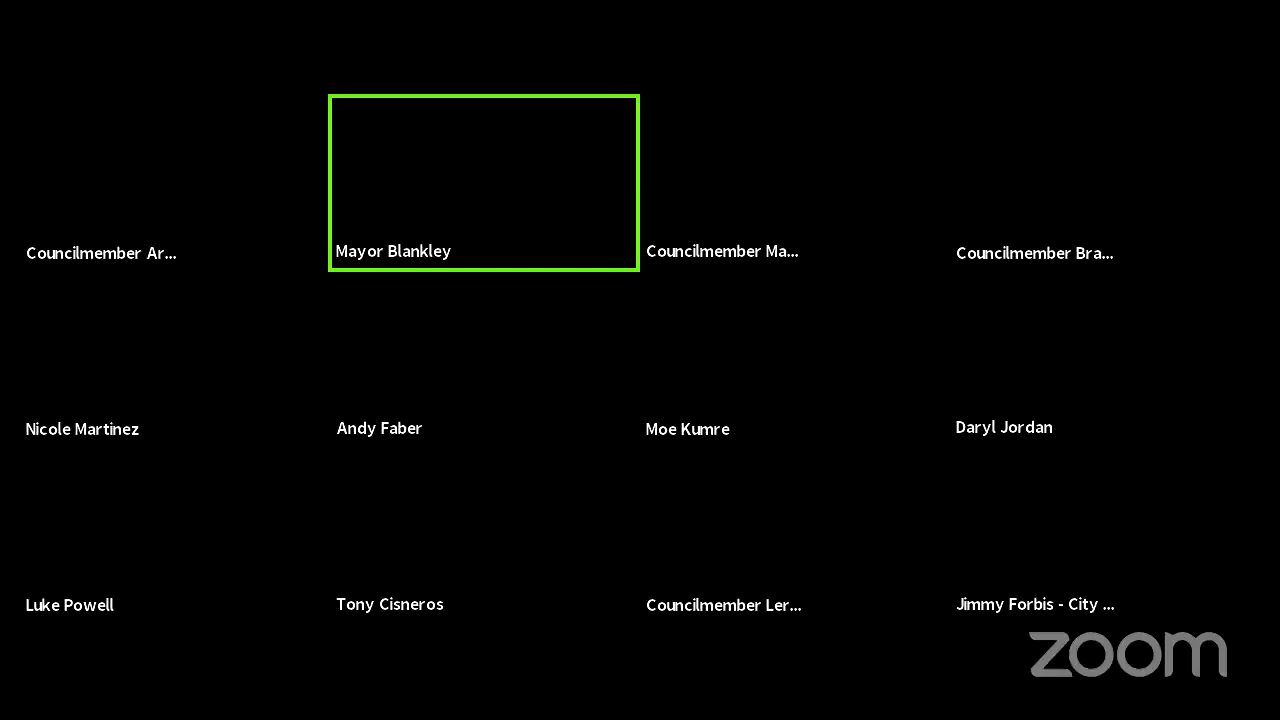 Councilmember Ar...
Mayor Blankley
Councilmember Ma...
Councilmember Bra...
Nicole Martinez
Andy Faber
Moe Kumre
Daryl Jordan
Luke Powell
Tony Cisneros
Councilmember Ler...
Jimmy Forbis - City ...
zoom